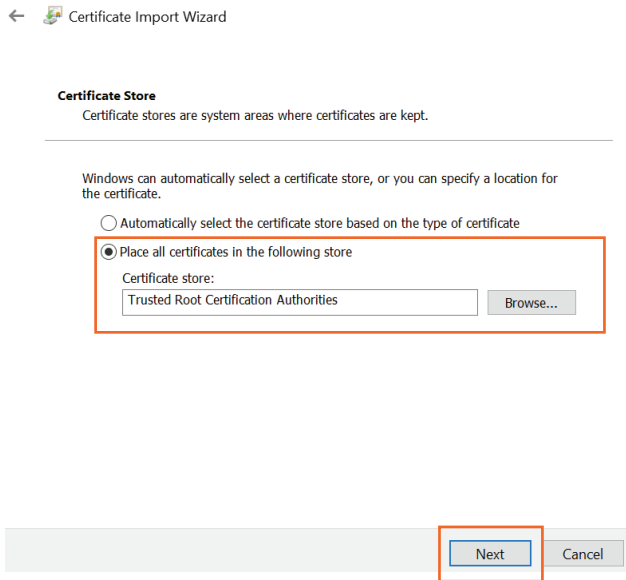 Certificate Import Wizard
Certificate Store
Certificate stores are system areas where certificates are kept.
Windows can automatically select a certificate store, or you can specify a location for
the certificate.
Automatically select the certificate store based on the type of certificate
Place all certificates in the following store
Certificate store:
Trusted Root Certification Authorities
Browse...
Next
Cancel